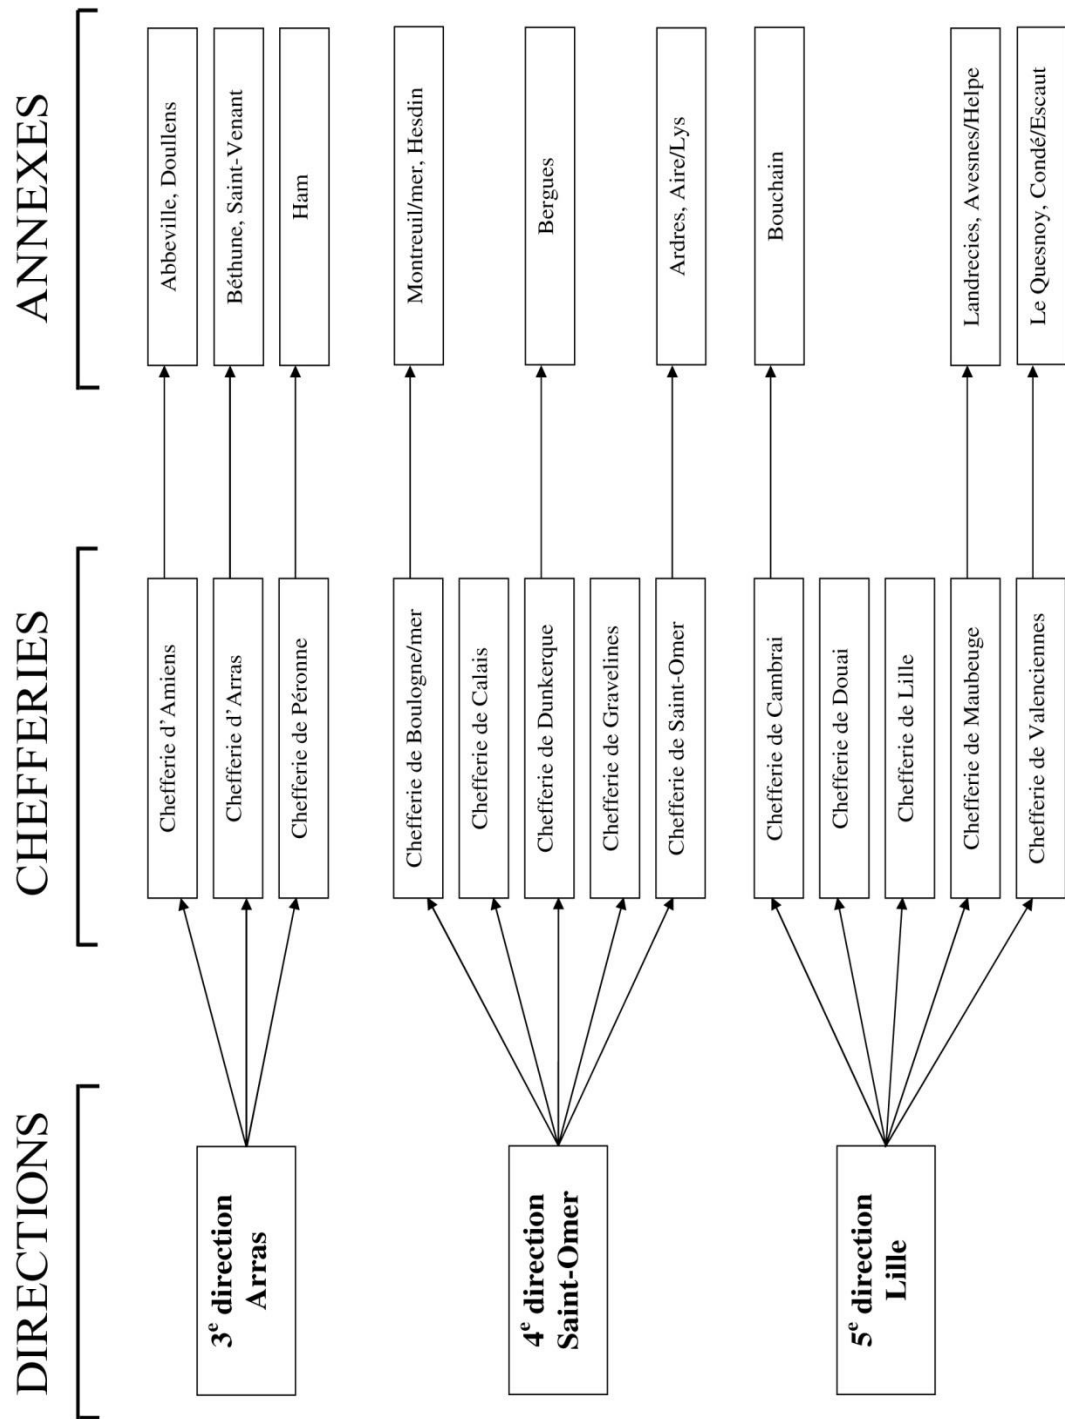 DIRECTIONS
CHEFFERIES
ANNEXES
3e direction
Arras
Chefferie d'Amiens
Abbeville, Doullens
Chefferie d'Arras
Béthune, Saint-Venant
Chefferie de Péronne
Ham
4e direction
Saint-Omer
Chefferie de Boulogne/mer
Montreuil/mer, Hesdin
Chefferie de Calais
Chefferie de Dunkerque
Bergues
Chefferie de Gravelines
Chefferie de Saint-Omer
Ardres, Aire/Lys
5e direction
Lille
Chefferie de Cambrai
Bouchain
Chefferie de Douai
Chefferie de Lille
Chefferie de Maubeuge
Landrecies, Avesnes/Helpe
Chefferie de Valenciennes
Le Quesnoy, Condé/Escaut